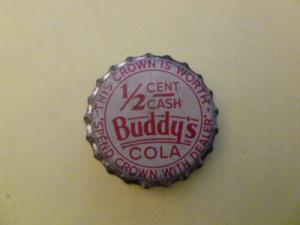 "THIS CROWN IS WORTH
1/2 CENT
CASH
Buddy's
COLA
SPEND CROWN WITH DEALER"